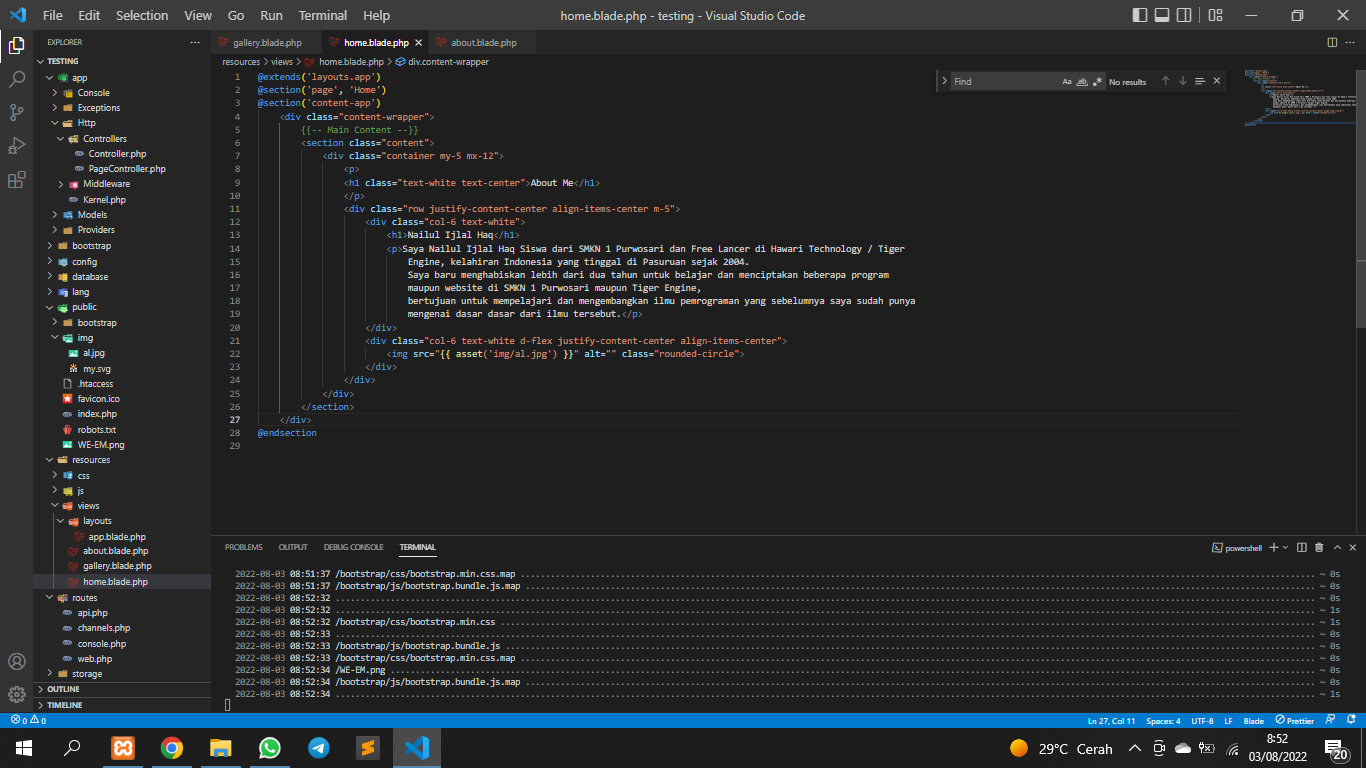 File Edit Selection View Go Run Terminal Help
home.blade.php - testing - Visual Studio Code
EXPLORER
TESTING
app
Console
Exceptions
Http
Controllers
Controller.php
PageController.php
Middleware
Kernel.php
Models
Providers
bootstrap
config
database
lang
public
bootstrap
img
al.jpg
my.svg
.htaccess
favicon.ico
index.php
robots.txt
WE-EM.png
resources
css
js
views
layouts
app.blade.php
about.blade.php
gallery.blade.php
home.blade.php
routes
api.php
channels.php
console.php
web.php
storage
OUTLINE
TIMELINE
gallery.blade.php home.blade.php about.blade.php
resources > views > home.blade.php > div.content-wrapper
Find Aa ab No results
1 @extends('layouts.app')
2 @section('page', 'Home')
3 @section('content-app')
4 <div class="content-wrapper">
5 {{-- Main Content --}}
6 <section class="content">
7 <div class="container my-5 mx-12">
8 <p>
9 <h1 class="text-white text-center">About Me</h1>
10 </p>
11 <div class="row justify-content-center align-items-center m-5">
12 <div class="col-6 text-white">
13 <h1>Nailul Ijlal Haq</h1>
14 <p>Saya Nailul Ijlal Haq Siswa dari SMKN 1 Purwosari dan Free Lancer di Hawari Technology / Tiger
15 Engine, kelahiran Indonesia yang tinggal di Pasuruan sejak 2004.
16 Saya baru menghabiskan lebih dari dua tahun untuk belajar dan menciptakan beberapa program
17 maupun website di SMKN 1 Purwosari maupun Tiger Engine,
18 bertujuan untuk mempelajari dan mengembangkan ilmu pemrograman yang sebelumnya saya sudah punya
19 mengenai dasar dasar dari ilmu tersebut.</p>
20 </div>
21 <div class="col-6 text-white d-flex justify-content-center align-items-center">
22 <img src="{{ asset('img/al.jpg') }}" alt="" class="rounded-circle">
23 </div>
24 </div>
25 </div>
26 </section>
27 </div>
28 @endsection
29
PROBLEMS OUTPUT DEBUG CONSOLE TERMINAL
powershell
2022-08-03 08:51:37 /bootstrap/css/bootstrap.min.css.map ~ 0s
2022-08-03 08:51:37 /bootstrap/js/bootstrap.bundle.js.map ~ 0s
2022-08-03 08:52:32 ~ 0s
2022-08-03 08:52:32 ~ 1s
2022-08-03 08:52:32 /bootstrap/css/bootstrap.min.css ~ 1s
2022-08-03 08:52:33 ~ 0s
2022-08-03 08:52:33 /bootstrap/js/bootstrap.bundle.js ~ 0s
2022-08-03 08:52:33 /bootstrap/css/bootstrap.min.css.map ~ 0s
2022-08-03 08:52:34 /WE-EM.png ~ 0s
2022-08-03 08:52:34 /bootstrap/js/bootstrap.bundle.js.map ~ 0s
2022-08-03 08:52:34 ~ 1s
0 0
Ln 27, Col 11 Spaces: 4 UTF-8 LF Blade Prettier
29°C Cerah
8:52
03/08/2022
20